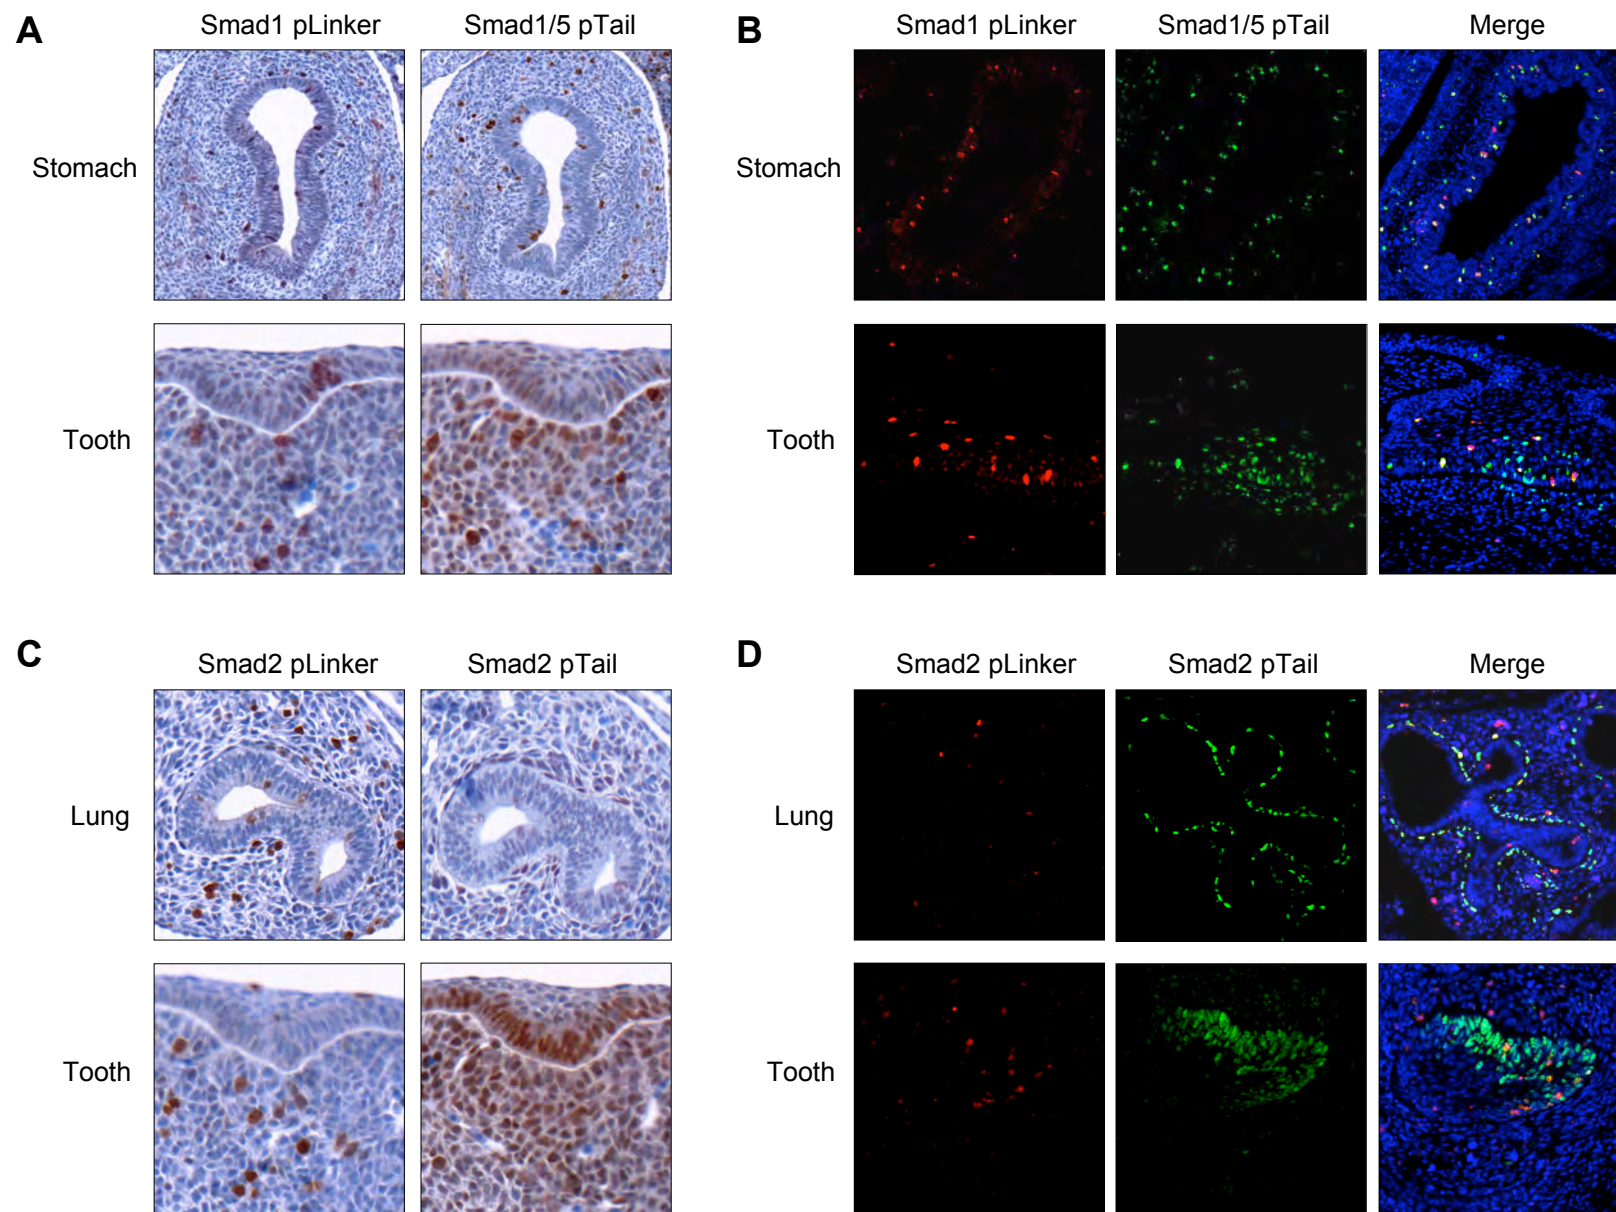 A
Smad1 pLinker
Smad1/5 pTail
Stomach
Tooth
B
Smad1 pLinker
Smad1/5 pTail
Merge
Stomach
Tooth
C
Smad2 pLinker
Smad2 pTail
Lung
Tooth
D
Smad2 pLinker
Smad2 pTail
Merge
Lung
Tooth